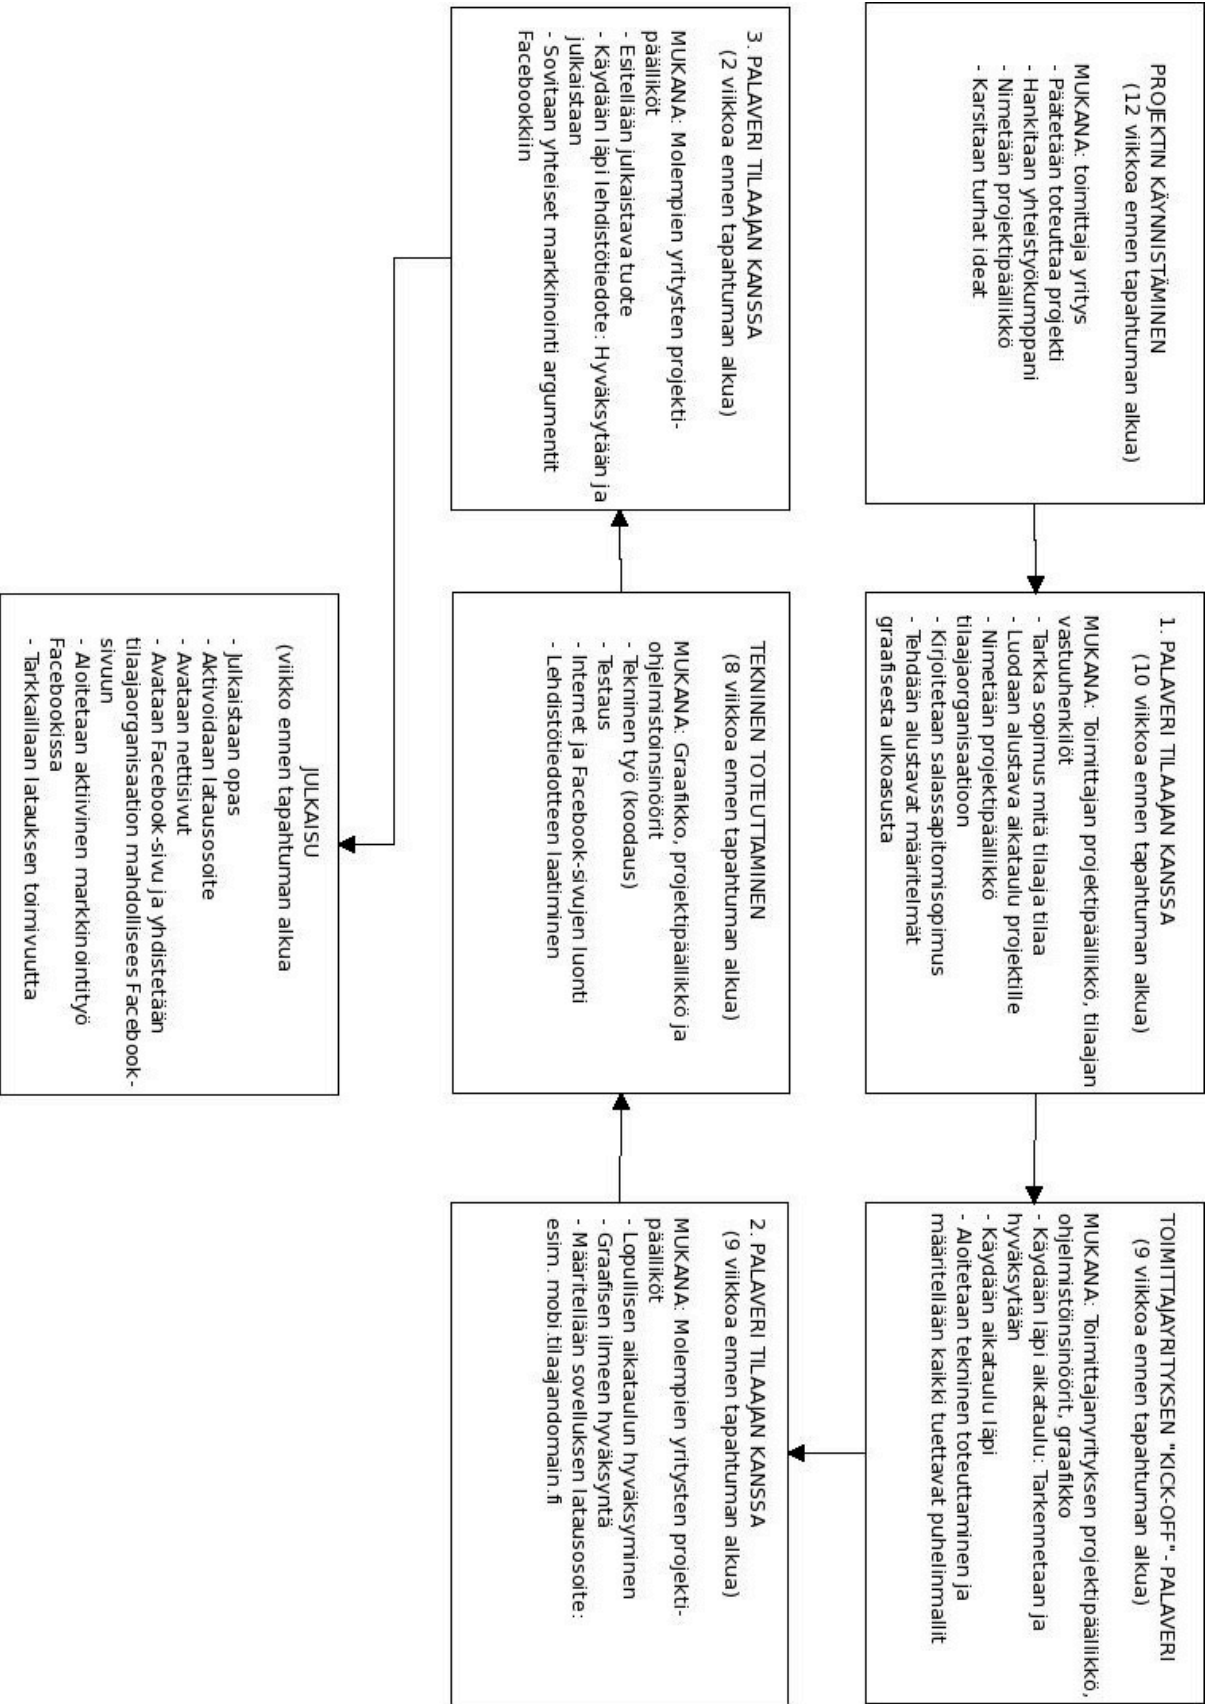 PROJEKTIN KÄYNNISTÄMINEN
(12 viikkoa ennen tapahtuman alkua)
MUKANA: toimittaja yritys
- Päätetään toteuttaa projekti
- Hankitaan yhteistyökumppani
- Nimetään projektipäällikkö
- Karsitaan turhat ideat
1. PALAVERI TILAAJAN KANSSA
(10 viikkoa ennen tapahtuman alkua)
MUKANA: Toimittajan projektipäällikkö, tilaajan
vastuuhenkilöt
- Tarkka sopimus mitä tilaaja tilaa
- Luodaan alustava aikataulu projektille
- Nimetään projektipäällikkö
tilaajaorganisaatioon
- Kirjoitetaan salassapitomisopimus
- Tehdään alustavat määritelmät
graafisesta ulkoasusta
TOIMITTAJAYRITYKSEN "KICK-OFF"- PALAVERI
(9 viikkoa ennen tapahtuman alkua)
MUKANA: Toimittajanyrityksen projektipäällikkö,
ohjelmistöinsinöörit, graafikko
- Käydään läpi aikataulu: Tarkennetaan ja
hyväksytään
- Käydään aikataulu läpi
- Aloitetaan tekninen toteuttaminen ja
määritellään kaikki tuettavat puhelinmallit
2. PALAVERI TILAAJAN KANSSA
(9 viikkoa ennen tapahtuman alkua)
MUKANA: Molempien yritysten projekti-
päälliköt
- Lopullisen aikataulun hyväksyminen
- Graafisen ilmeen hyväksyntä
- Määritellään sovelluksen latausosoite:
esim. mobi.tilaajandomain.fi
TEKNINEN TOTEUTTAMINEN
(8 viikkoa ennen tapahtuman alkua)
MUKANA: Graafikko, projektipäällikkö ja
ohjelmistoinsinöörit
- Tekninen työ (koodaus)
- Testaus
- Internet ja Facebook-sivujen luonti
- Lehdistötiedotteen laatiminen
3. PALAVERI TILAAJAN KANSSA
(2 viikkoa ennen tapahtuman alkua)
MUKANA: Molempien yritysten projekti-
päälliköt
- Esitellään julkaistava tuote
- Käydään läpi lehdistötiedote: Hyväksytään ja
julkaistaan
- Sovitaan yhteiset markkinointi argumentit
Facebookkiin
JULKAISU
(viikko ennen tapahtuman alkua
- Julkaistaan opas
- Aktivoidaan latausosoite
- Avataan nettisivut
- Avataan Facebook-sivu ja yhdistetään
tilaajaorganisaation mahdollisees Facebook-
sivuun
- Aloitetaan aktiivinen markkinointityö
Facebookissa
- Tarkkaillaan latauksen toimivuutta